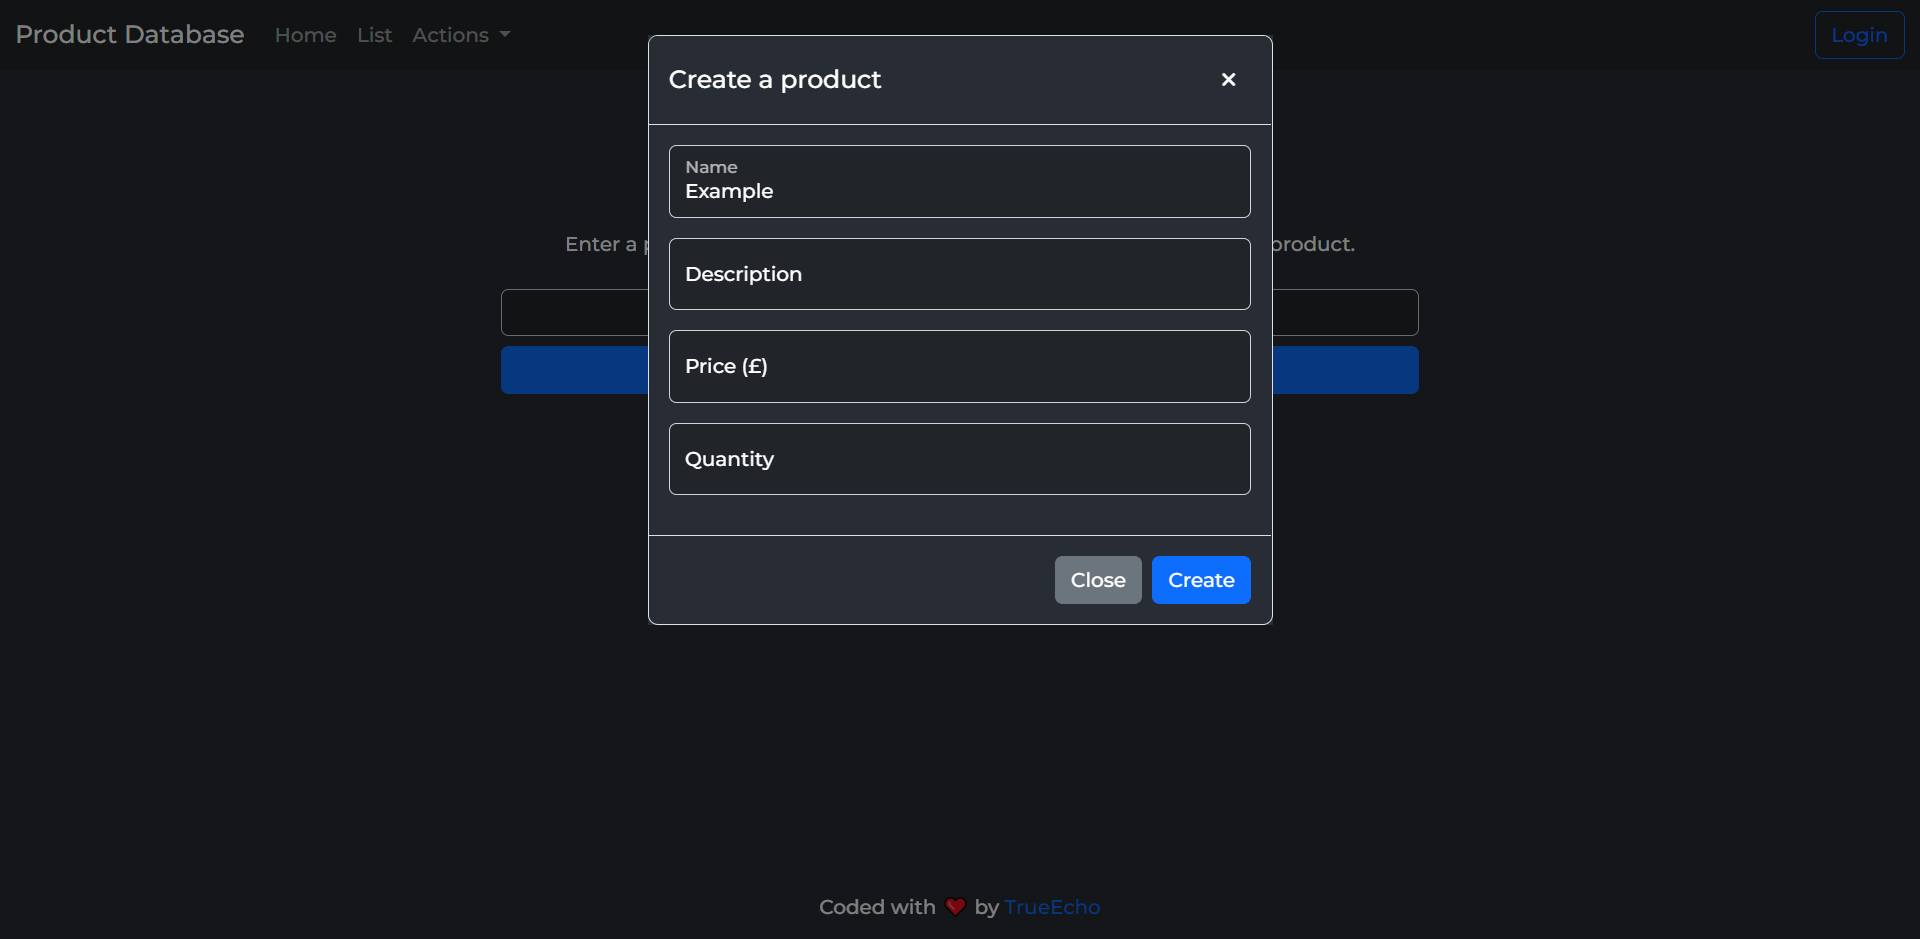 Product Database Home List Actions Login
Create a product
Name
Example
Enter a product.
Description
Price (£)
Quantity
Close Create
Coded with ❤ by TrueEcho